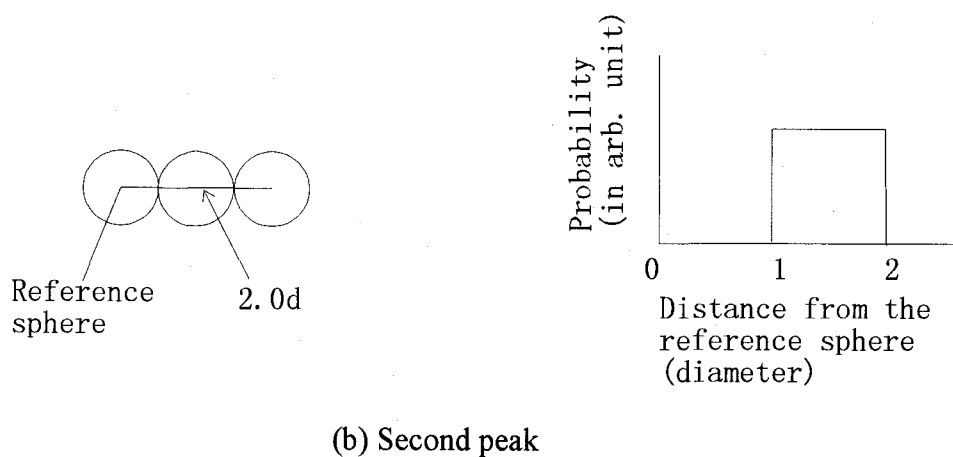 Reference
sphere
2.0d
Probability
(in arb. unit)
0
1
2
Distance from the
reference sphere
(diameter)
(b) Second peak